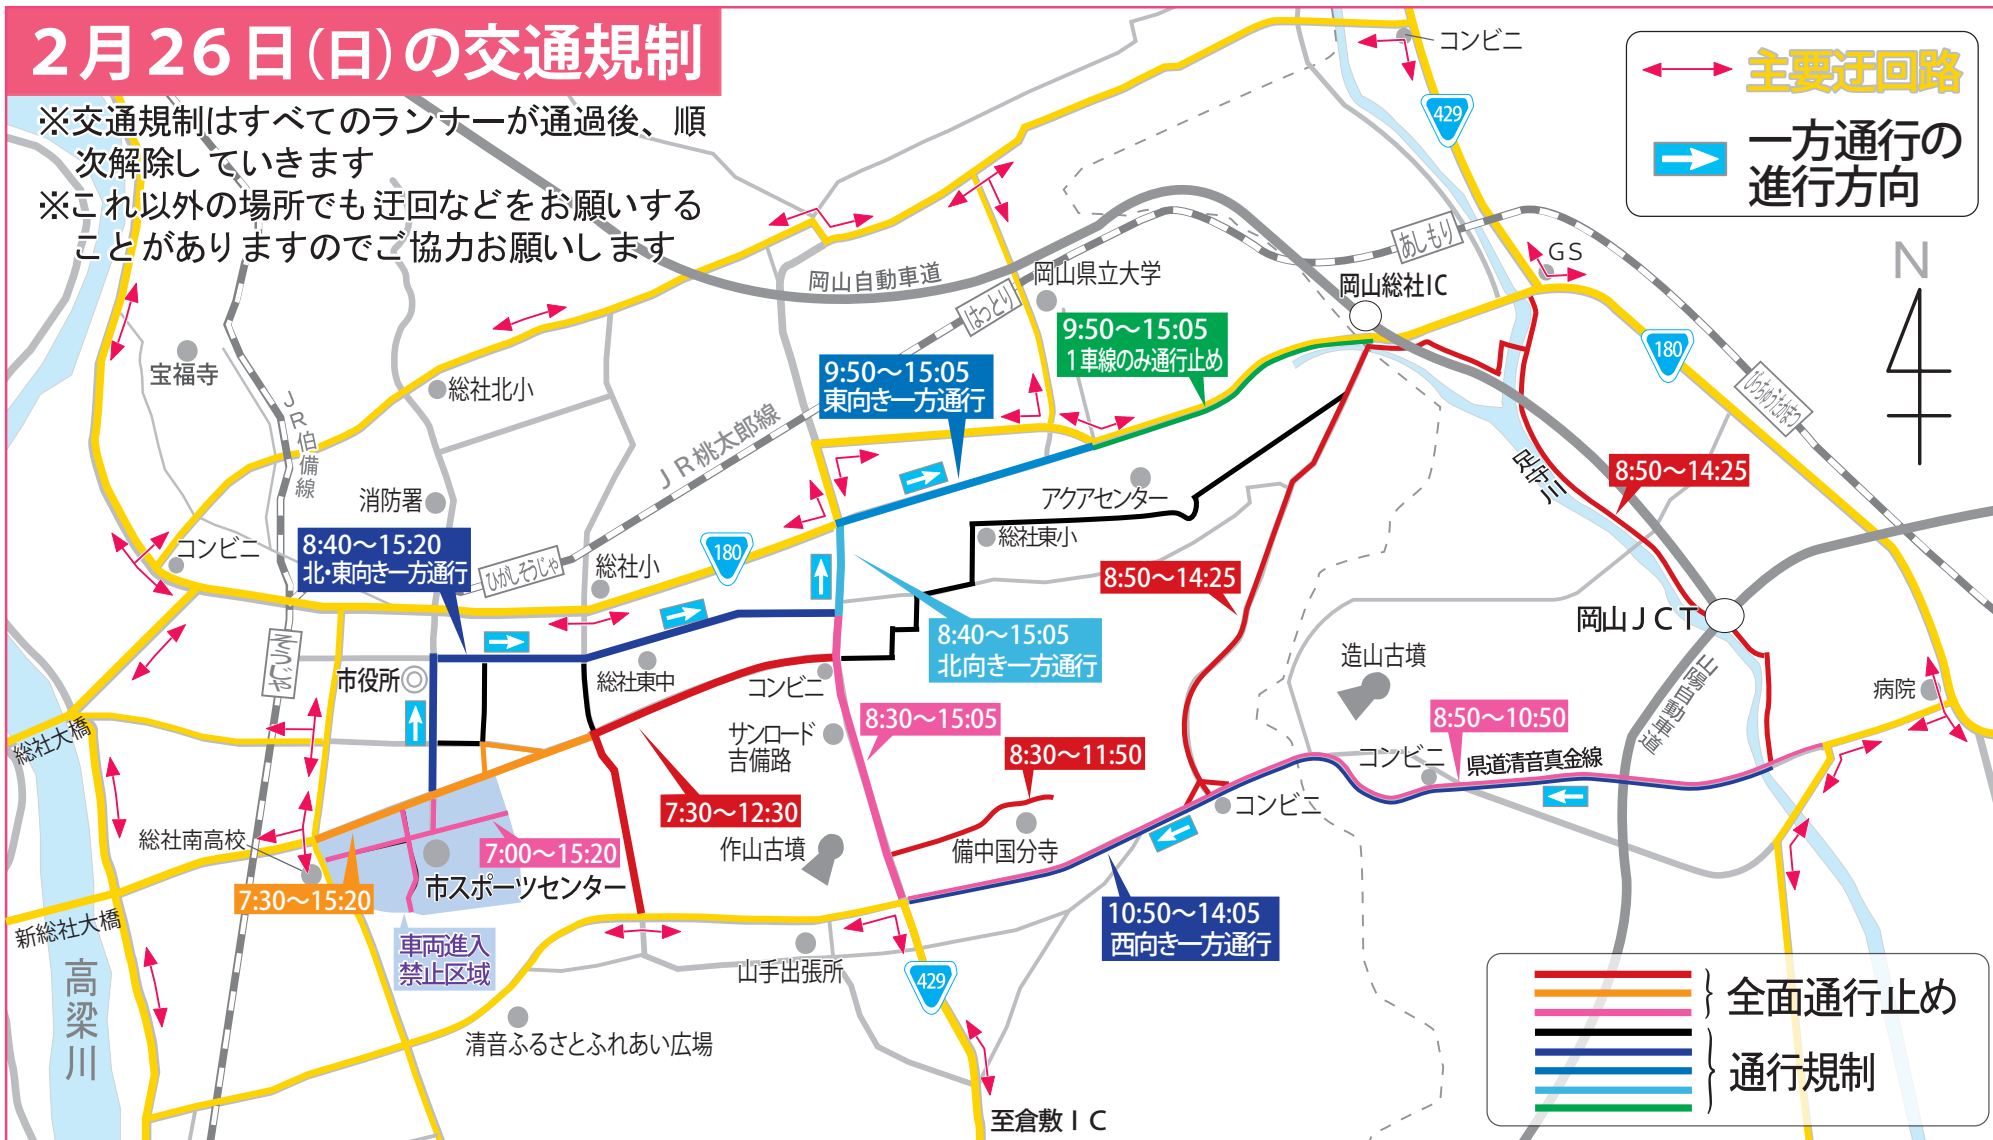 2月26日(日)の交通規制
※交通規制はすべてのランナーが通過後、順
次解除していきます
※これ以外の場所でも迂回などをお願いする
ことがありますのでご協力お願いします
コンビニ
主要迂回路
一方通行の
進行方向
429
N
GS
あしもり
岡山総社IC
岡山自動車道
岡山県立大学
はっとり
9:50〜15:05
1車線のみ通行止め
180
びっちゅうたかまつ
宝福寺
総社北小
JR伯備線
JR桃太郎線
9:50〜15:05
東向き一方通行
足守川
8:50〜14:25
アクアセンター
総社東小
消防署
コンビニ
8:40〜15:20
北・東向き一方通行
ひがしそうじゃ
総社小
180
8:50〜14:25
岡山JCT
8:40〜15:05
北向き一方通行
そうじゃ
市役所
総社東中
コンビニ
造山古墳
山陽自動車道
病院
総社大橋
サンロード
吉備路
8:30〜15:05
8:30〜11:50
8:50〜10:50
コンビニ
県道清音真金線
7:30〜12:30
コンビニ
総社南高校
7:00〜15:20
作山古墳
備中国分寺
7:30〜15:20
市スポーツセンター
新総社大橋
車両進入
禁止区域
10:50〜14:05
西向き一方通行
高梁川
山手出張所
429
清音ふるさとふれあい広場
全面通行止め
通行規制
至倉敷IC